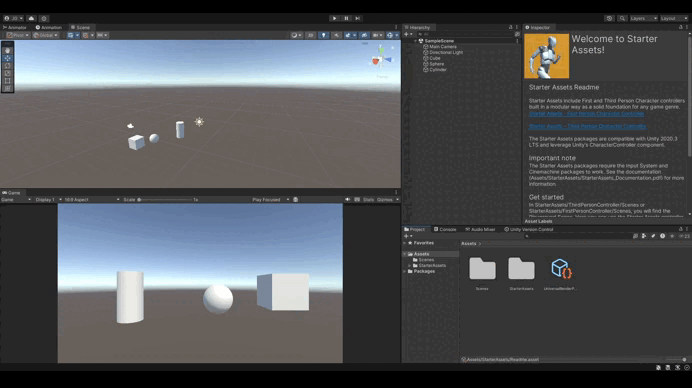 JG
Layers
Layout
Animator
Animation
Scene
Pivot
Global
Persp
Game
Game
Display 1
16:9 Aspect
Scale
1x
Play Focused
Stats
Gizmos
Hierarchy
All
SampleScene
Main Camera
Directional Light
Cube
Sphere
Cylinder
Inspector
Welcome to Starter
Assets!
Starter Assets Readme
Starter Assets include First and Third Person Character controllers
built in a modular way as a solid foundation for any game genre.
Starter Assets - First Person Character Controller
Starter Assets - Third Person Character Controller
The Starter Assets packages are compatible with Unity 2020.3
LTS and leverage Unity's CharacterController component.
Important note
The Starter Assets packages require the Input System and
Cinemachine packages to work. See the documentation
(Assets/StarterAssets/StarterAssets_Documentation.pdf) for more
information.
Get started
In StarterAssets/ThirdPersonController/Scenes or
StarterAssets/FirstPersonController/Scenes, you will find the
Asset Labels
Project
Console
Audio Mixer
Unity Version Control
Favorites
Assets
Scenes
StarterAssets
Packages
Assets
Scenes
StarterAssets
UniversalRenderP...
Assets/StarterAssets/Readme.asset